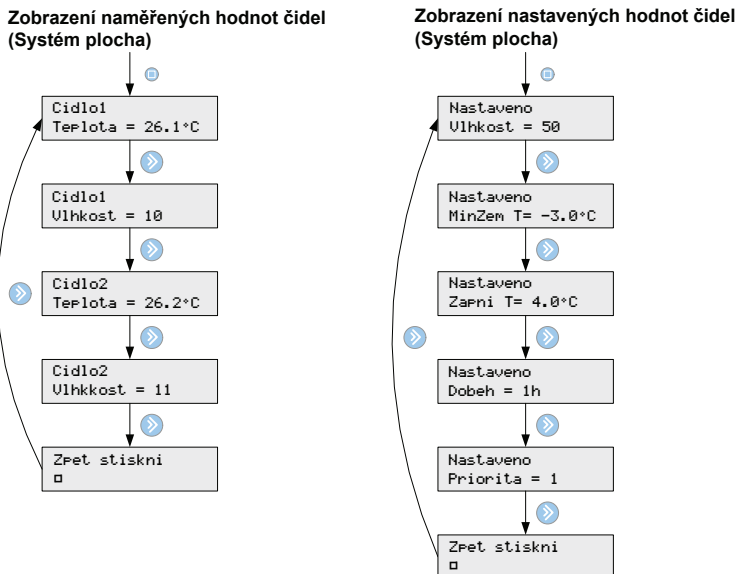 Zobrazení naměřených hodnot čidel
(Systém plocha)
Cidlo1
Teplota = 26.1°C
Cidlo1
Vlhkost = 10
Cidlo2
Teplota = 26.2°C
Cidlo2
Vlhkkost = 11
Zpet stiskni
Zobrazení nastavených hodnot čidel
(Systém plocha)
Nastaveno
Vlhkost = 50
Nastaveno
MinZem T= -3.0°C
Nastaveno
Zapni T= 4.0°C
Nastaveno
Dobeh = 1h
Nastaveno
Priorita = 1
Zpet stiskni